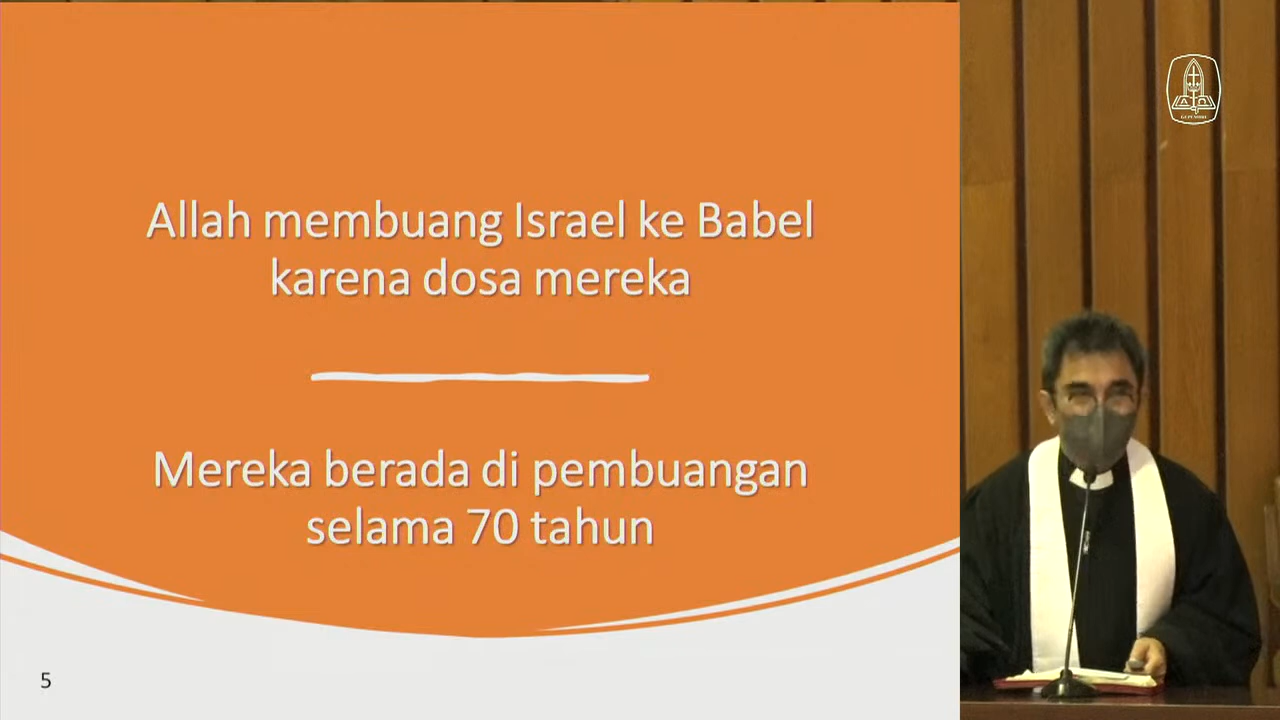 Allah membuang Israel ke Babel
karena dosa mereka
Mereka berada di pembuangan
selama 70 tahun
5